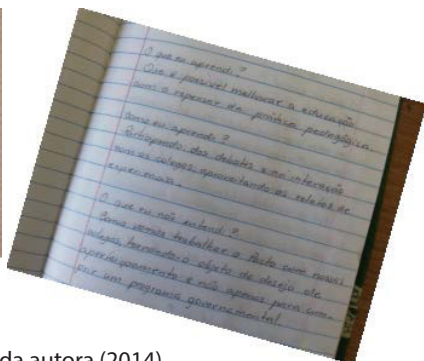 O que eu aprendi?
Que é possível melhorar a educação
com o repensar da prática pedagógica.
Como eu aprendi?
Participando dos debates e na interação
com os colegas aproveitando os relatos de
experiencia.
O que eu não entendi?
Como vamos trabalhar o Pacto com nossos
colegas, tornando-o objeto de desejo de
aperfeiçoamento e não apenas para cum-
prir um programa governamental.
da autora (2014)